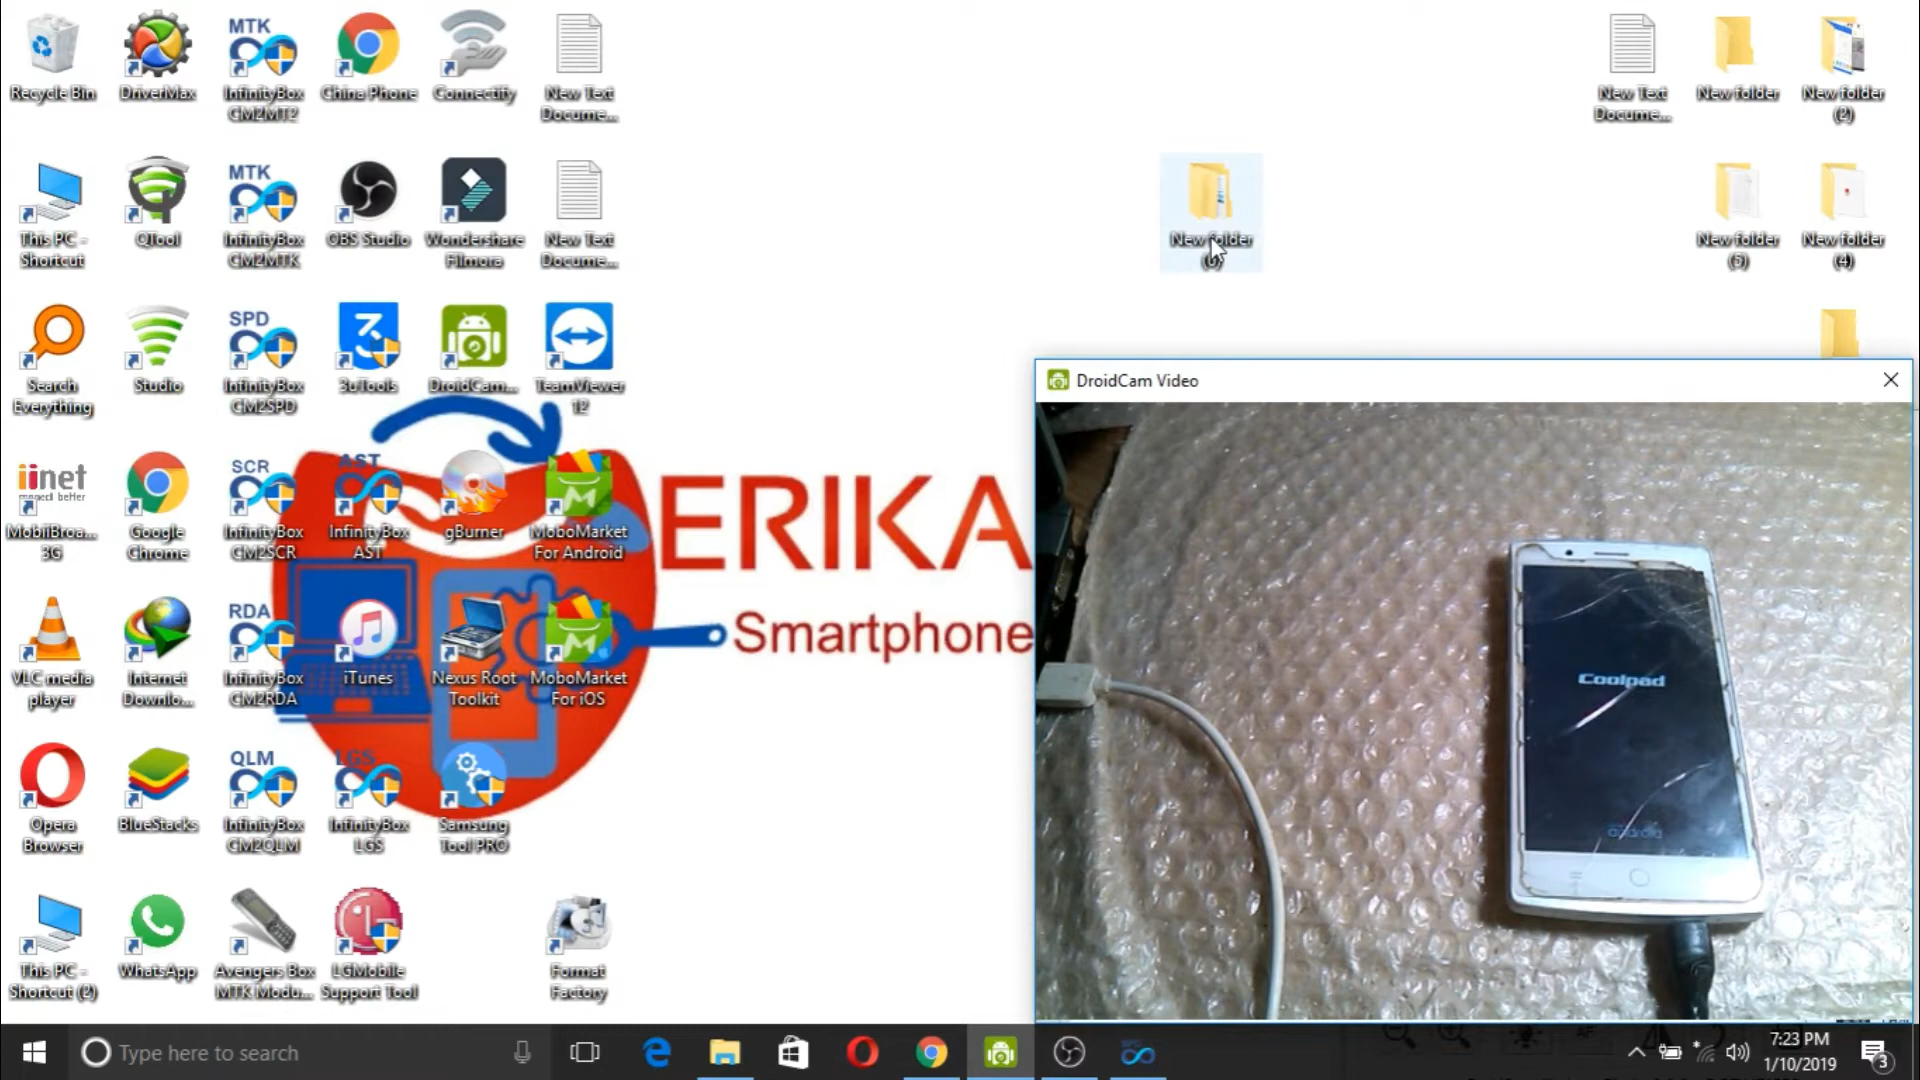 Recycle Bin
DriverMax
MTK
InfinityBox
CM2MT2
China Phone
Connectify
New Text
Docume...
New Text
Docume...
New folder
New folder
(2)
This PC -
Shortcut
QTool
MTK
InfinityBox
CM2MTK
OBS Studio
Wondershare
Filmora
New Text
Docume...
New folder
New folder
(5)
New folder
(4)
Search
Everything
Studio
SPD
InfinityBox
CM2SPD
3uTools
DroidCam...
TeamViewer
12
DroidCam Video
iinet
connect better
MobilBroa...
3G
Google
Chrome
SCR
InfinityBox
CM2SCR
AST
InfinityBox
AST
gBurner
MoboMarket
For Android
ERIKA
Smartphone
VLC media
player
Internet
Downlo...
RDA
InfinityBox
CM2RDA
iTunes
Nexus Root
Toolkit
MoboMarket
For iOS
Coolpad
android
Opera
Browser
BlueStacks
QLM
InfinityBox
CM2QLM
LGS
InfinityBox
LGS
Samsung
Tool PRO
This PC -
Shortcut (2)
WhatsApp
Avengers Box
MTK Modu...
LGMobile
Support Tool
Format
Factory
Type here to search
7:23 PM
1/10/2019
3